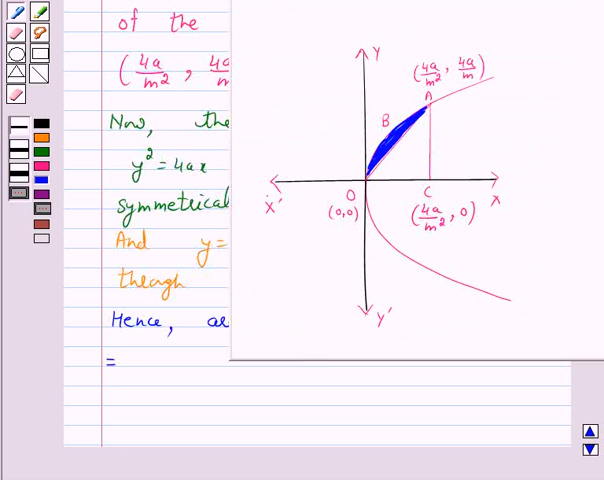 of the
(4a/m², 4a/m
Now, the
y² = 4ax
symmetrical
And y=
though
Hence, ar
=
Y
(4a/m², 4a/m)
A
B
X'
O
C
X
(0,0)
(4a/m², 0)
Y'